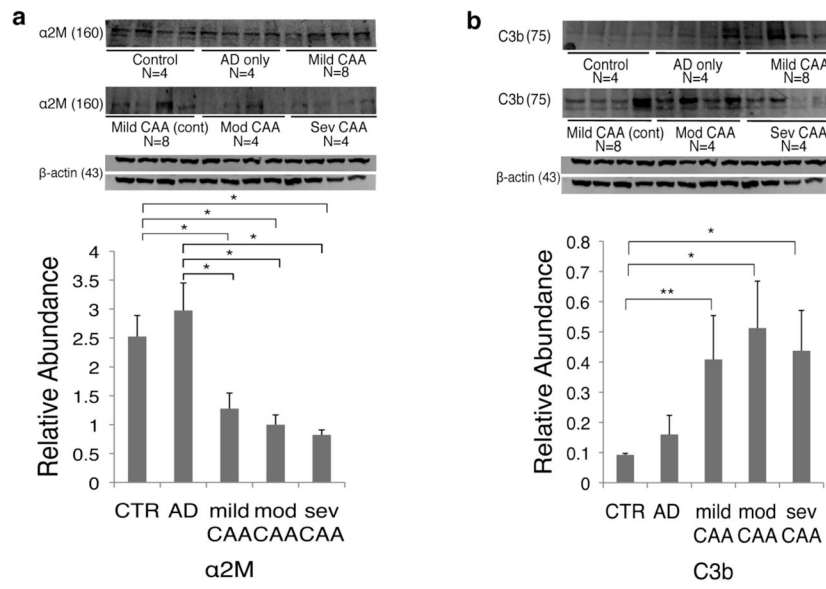 a
α2M (160)
Control AD only Mild CAA
N=4 N=4 N=8
α2M (160)
Mild CAA (cont) Mod CAA Sev CAA
N=8 N=4 N=4
β-actin (43)
* * * * * *
Relative Abundance
4
3.5
3
2.5
2
1.5
1
0.5
0
CTR AD mild mod sev
CAA CAA CAA
α2M
b
C3b (75)
Control AD only Mild CAA
N=4 N=4 N=8
C3b (75)
Mild CAA (cont) Mod CAA Sev CAA
N=8 N=4 N=4
β-actin (43)
*
*
**
Relative Abundance
0.8
0.7
0.6
0.5
0.4
0.3
0.2
0.1
0
CTR AD mild mod sev
CAA CAA CAA
C3b